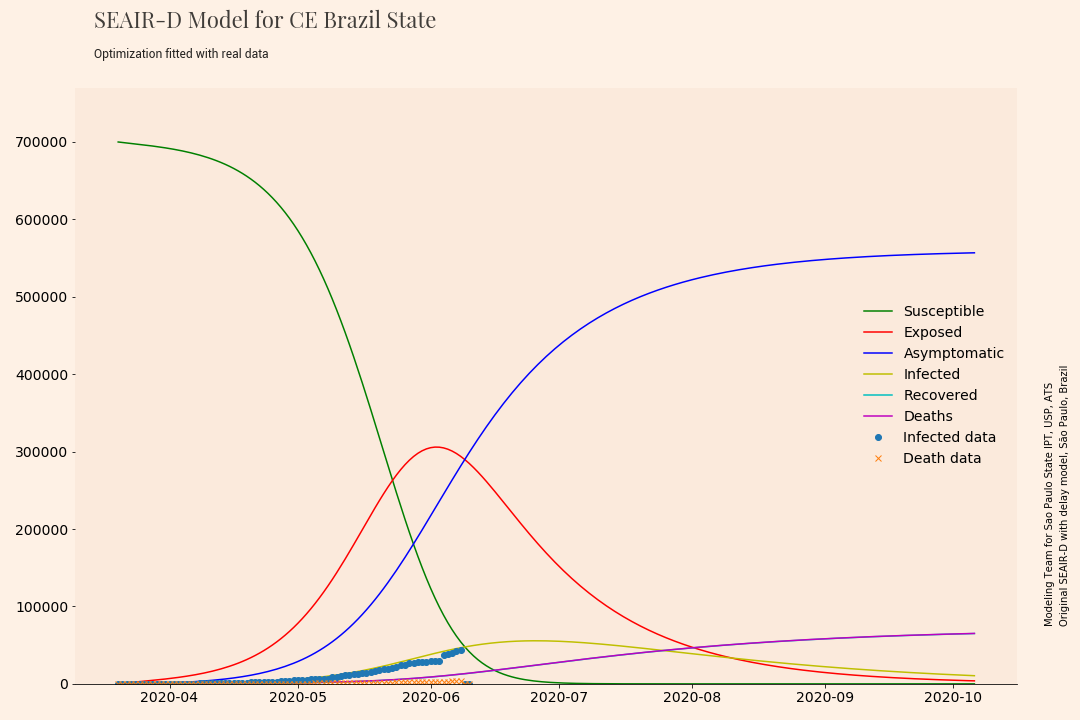 SEAIR-D Model for CE Brazil State
Optimization fitted with real data
700000
600000
500000
400000
300000
200000
100000
0
2020-04
2020-05
2020-06
2020-07
2020-08
2020-09
2020-10
Susceptible
Exposed
Asymptomatic
Infected
Recovered
Deaths
Infected data
Death data
Modeling Team for Sao Paulo State IPT, USP, ATS
Original SEAIR-D with delay model, São Paulo, Brazil